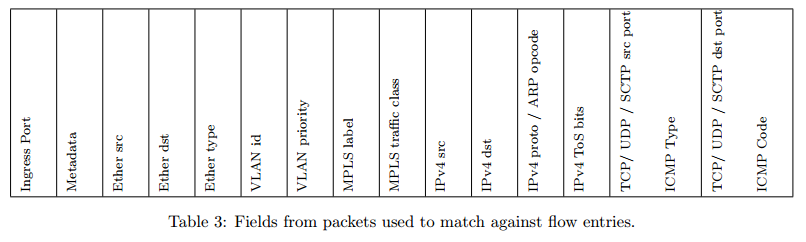 Ingress Port
Metadata
Ether src
Ether dst
Ether type
VLAN id
VLAN priority
MPLS label
MPLS traffic class
IPv4 src
IPv4 dst
IPv4 proto / ARP opcode
IPv4 ToS bits
TCP/ UDP / SCTP src port
ICMP Type
TCP/ UDP / SCTP dst port
ICMP Code
Table 3: Fields from packets used to match against flow entries.